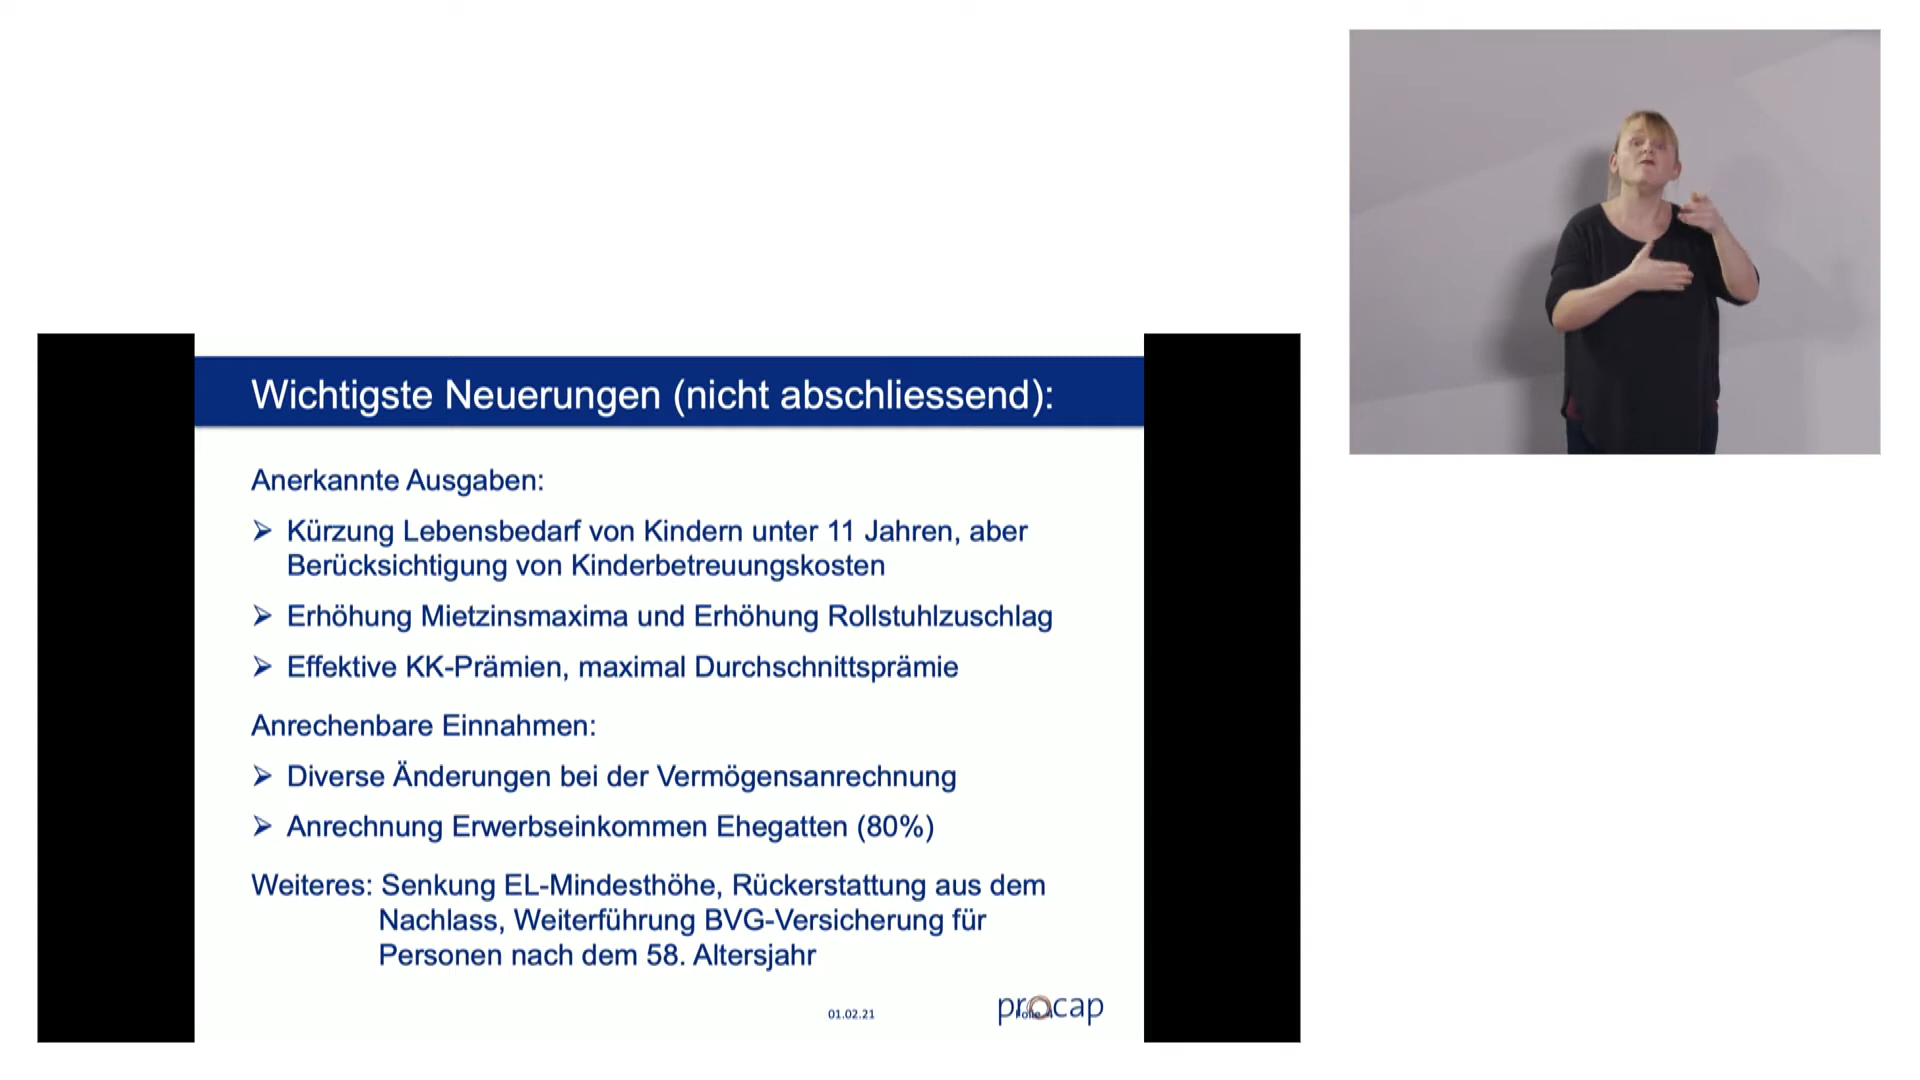 Wichtigste Neuerungen (nicht abschliessend):
Anerkannte Ausgaben:
Kürzung Lebensbedarf von Kindern unter 11 Jahren, aber
Berücksichtigung von Kinderbetreuungskosten
Erhöhung Mietzinsmaxima und Erhöhung Rollstuhlzuschlag
Effektive KK-Prämien, maximal Durchschnittsprämie
Anrechenbare Einnahmen:
Diverse Änderungen bei der Vermögensanrechnung
Anrechnung Erwerbseinkommen Ehegatten (80%)
Weiteres: Senkung EL-Mindesthöhe, Rückerstattung aus dem
Nachlass, Weiterführung BVG-Versicherung für
Personen nach dem 58. Altersjahr
01.02.21
procap